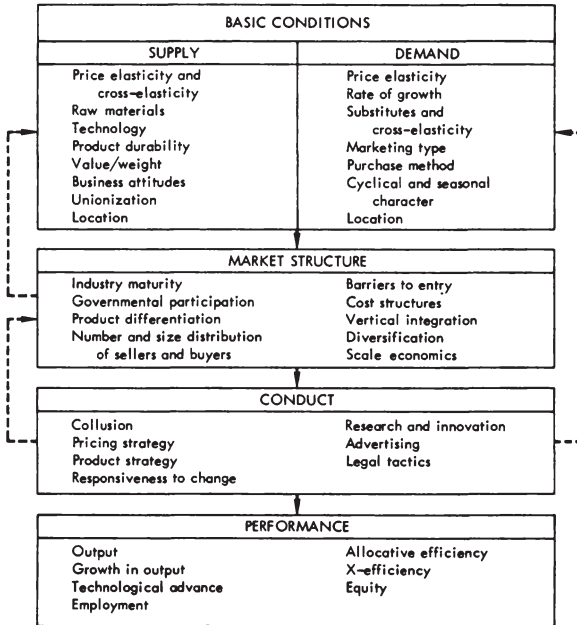 BASIC CONDITIONS
SUPPLY
Price elasticity and
cross-elasticity
Raw materials
Technology
Product durability
Value/weight
Business attitudes
Unionization
Location
DEMAND
Price elasticity
Rate of growth
Substitutes and
cross-elasticity
Marketing type
Purchase method
Cyclical and seasonal
character
Location
MARKET STRUCTURE
Industry maturity
Governmental participation
Product differentiation
Number and size distribution
of sellers and buyers
Barriers to entry
Cost structures
Vertical integration
Diversification
Scale economics
CONDUCT
Collusion
Pricing strategy
Product strategy
Responsiveness to change
Research and innovation
Advertising
Legal tactics
PERFORMANCE
Output
Growth in output
Technological advance
Employment
Allocative efficiency
X-efficiency
Equity